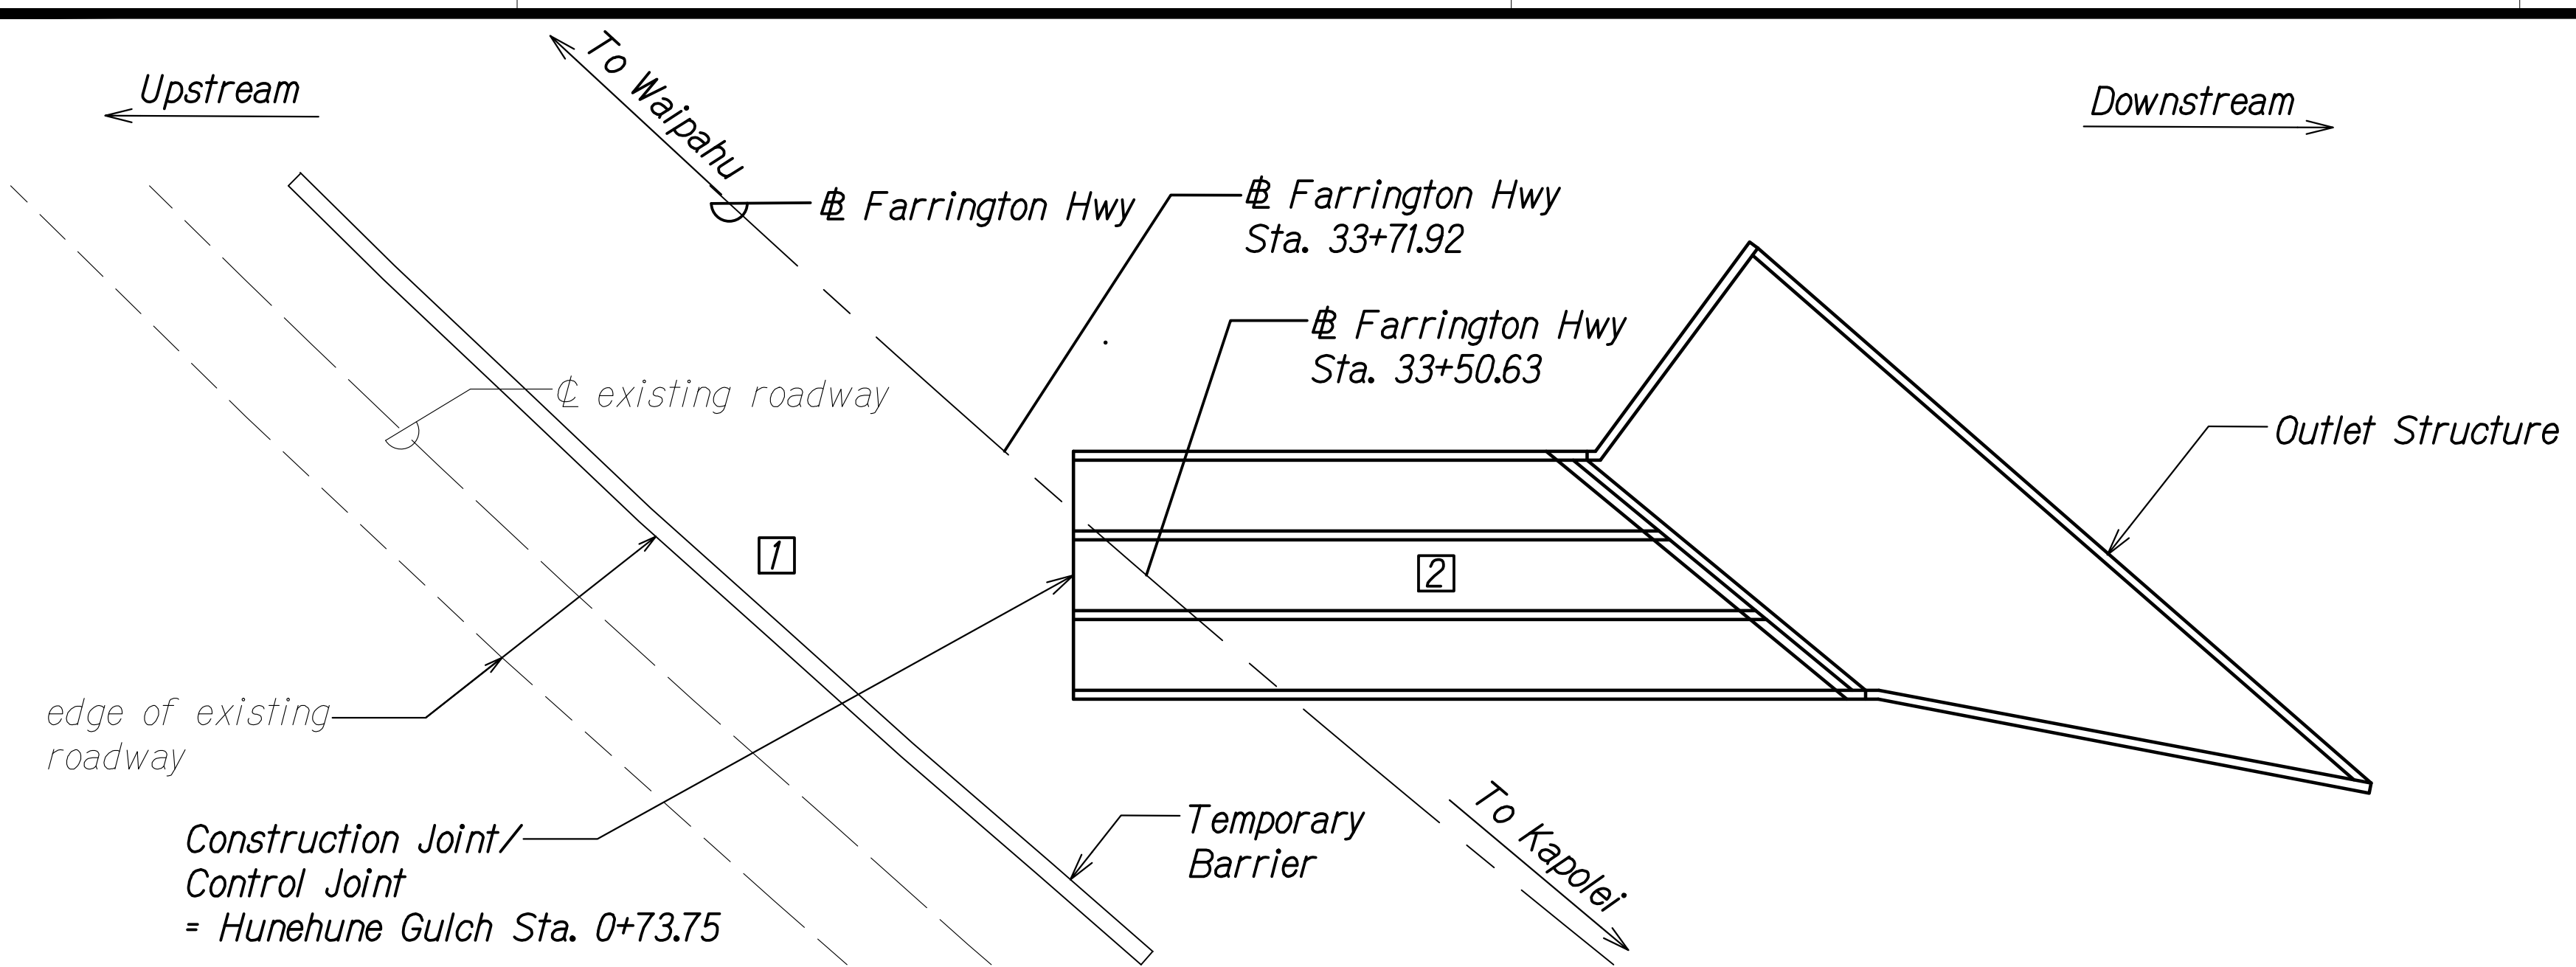 Upstream
To Waipahu
Downstream
℄ Farrington Hwy
℄ Farrington Hwy
Sta. 33+71.92
℄ Farrington Hwy
Sta. 33+50.63
℄ existing roadway
Outlet Structure
1
2
edge of existing
roadway
Construction Joint/
Control Joint
= Hunehune Gulch Sta. 0+73.75
Temporary
Barrier
To Kapolei